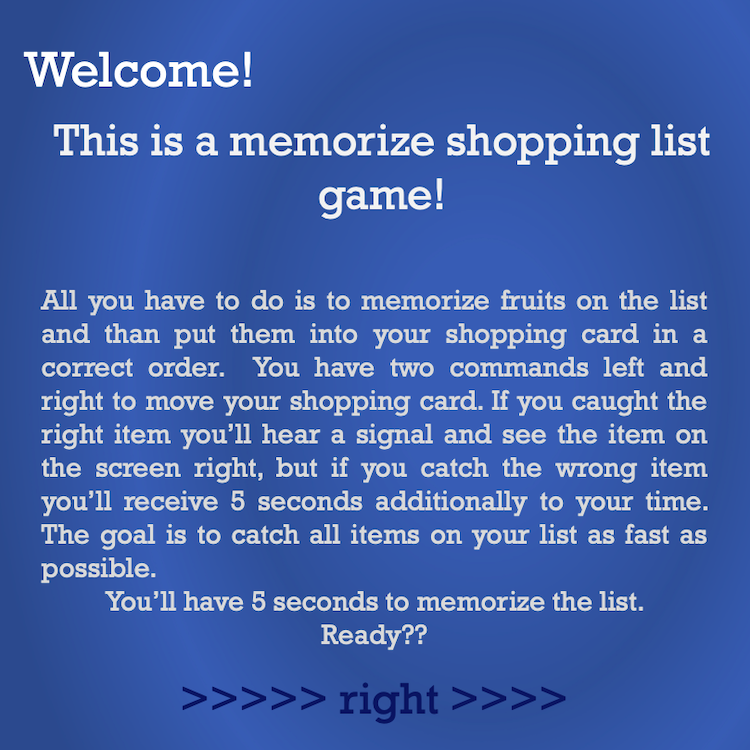 Welcome!
This is a memorize shopping list
game!
All you have to do is to memorize fruits on the list
and than put them into your shopping card in a
correct order. You have two commands left and
right to move your shopping card. If you caught the
right item you'll hear a signal and see the item on
the screen right, but if you catch the wrong item
you'll receive 5 seconds additionally to your time.
The goal is to catch all items on your list as fast as
possible.
You'll have 5 seconds to memorize the list.
Ready??
>>>>> right >>>>